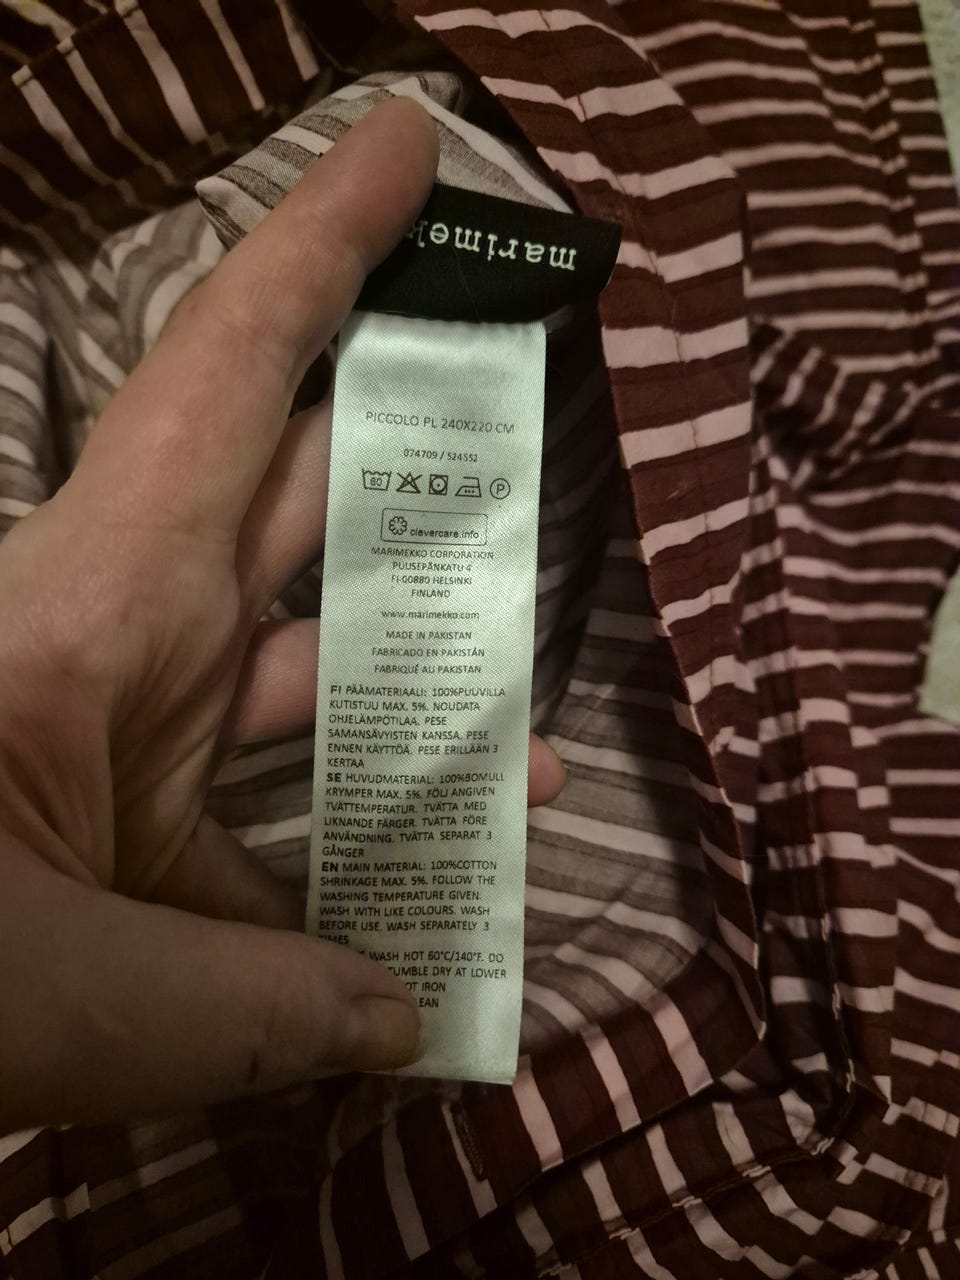 marimek
PICCOLO PL 240X220 CM
074709 / 524552
60
P
clevercare.info
MARIMEKKO CORPORATION
PUUSEPÄNKATU 4
FI-00880 HELSINKI
FINLAND
www.marimekko.com
MADE IN PAKISTAN
FABRICADO EN PAKISTÁN
FABRIQUÉ AU PAKISTAN
FI PÄÄMATERIAALI: 100%PUUVILLA
KUTISTUU MAX. 5%. NOUDATA
OHJELÄMPÖTILAA. PESE
SAMANSÄVYISTEN KANSSA. PESE
ENNEN KÄYTTÖÄ. PESE ERILLÄÄN 3
KERTAA
SE HUVUDMATERIAL: 100%BOMULL
KRYMPER MAX. 5%. FÖLJ ANGIVEN
TVÄTTEMPERATUR. TVÄTTA MED
LIKNANDE FÄRGER. TVÄTTA FÖRE
ANVÄNDNING. TVÄTTA SEPARAT 3
GÅNGER
EN MAIN MATERIAL: 100%COTTON
SHRINKAGE MAX. 5%. FOLLOW THE
WASHING TEMPERATURE GIVEN.
WASH WITH LIKE COLOURS. WASH
BEFORE USE. WASH SEPARATELY 3
TIMES
WASH HOT 60°C/140°F. DO
TUMBLE DRY AT LOWER
OT IRON
EAN